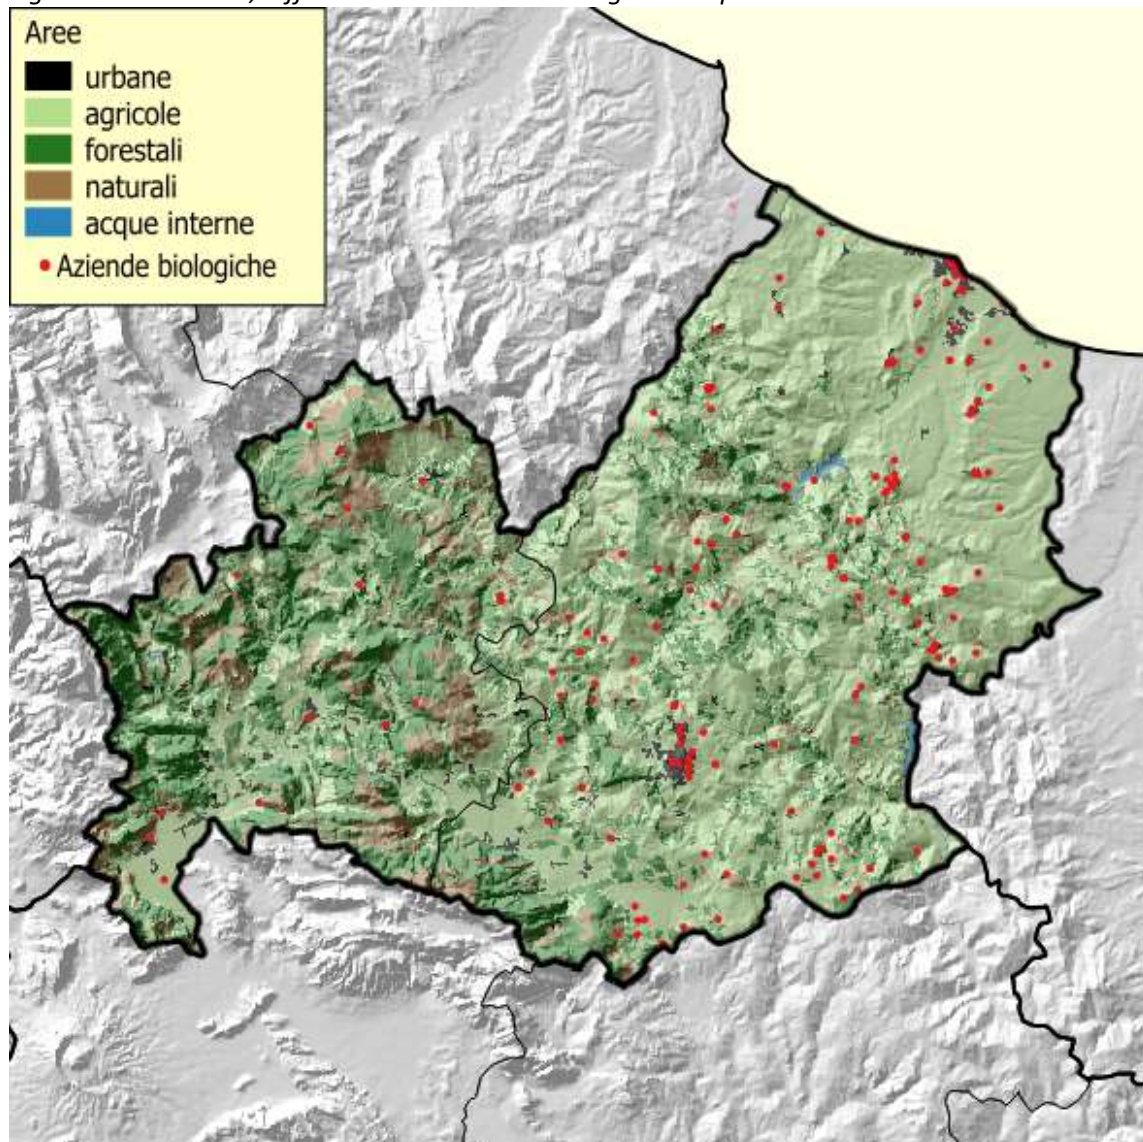 Aree
urbane
agricole
forestali
naturali
acque interne
Aziende biologiche